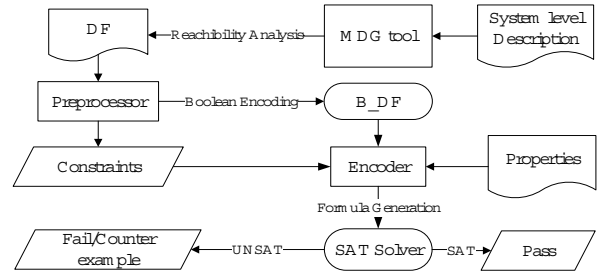 DF
Reachibility Analysis
MDG tool
System level
Description
Preprocessor
Boolean Encoding
B_DF
Constraints
Encoder
Properties
Formula Generation
Fail/Counter
example
UNSAT
SAT Solver
SAT
Pass